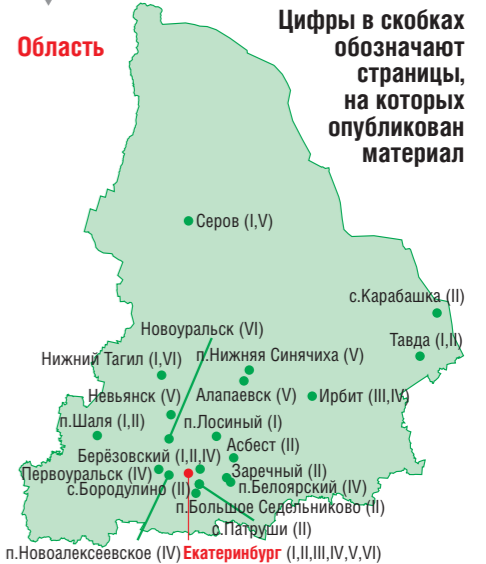 Область
Цифры в скобках
обозначают
страницы,
на которых
опубликован
материал
Серов (I,V)
с.Карабашка (II)
Новоуральск (VI)
Тавда (I,II)
Нижний Тагил (I,VI)
п.Нижняя Синячиха (V)
Невьянск (V)
Алапаевск (V)
Ирбит (III,IV)
п.Шаля (I,II)
п.Лосиный (I)
Асбест (II)
Берёзовский (I,II,IV)
Первоуральск (IV)
Заречный (II)
с.Бородулино (II)
п.Белоярский (IV)
п.Большое Седельниково (II)
с.Патруши (II)
п.Новоалексеевское (IV) Екатеринбург (I,II,III,IV,V,VI)